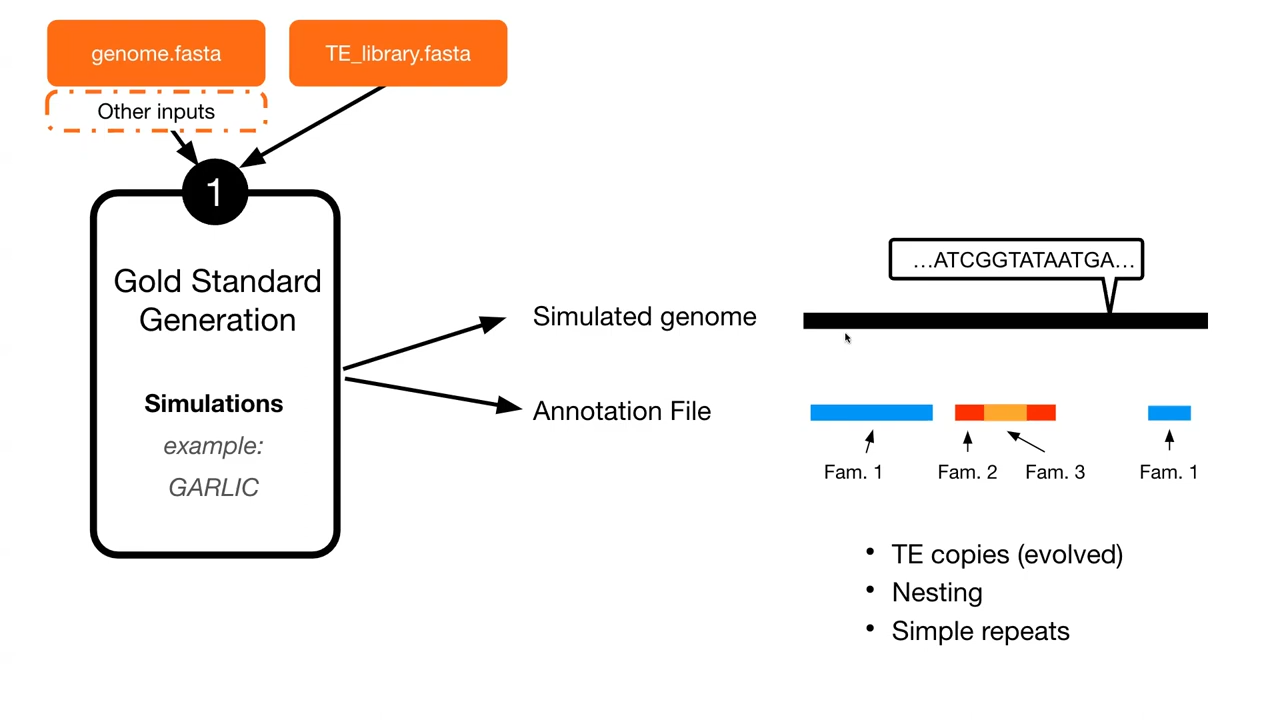 genome.fasta
TE_library.fasta
Other inputs
1
Gold Standard
Generation
Simulations
example:
GARLIC
Simulated genome
Annotation File
...ATCGGTATAATGA...
Fam. 1
Fam. 2
Fam. 3
Fam. 1
• TE copies (evolved)
• Nesting
• Simple repeats